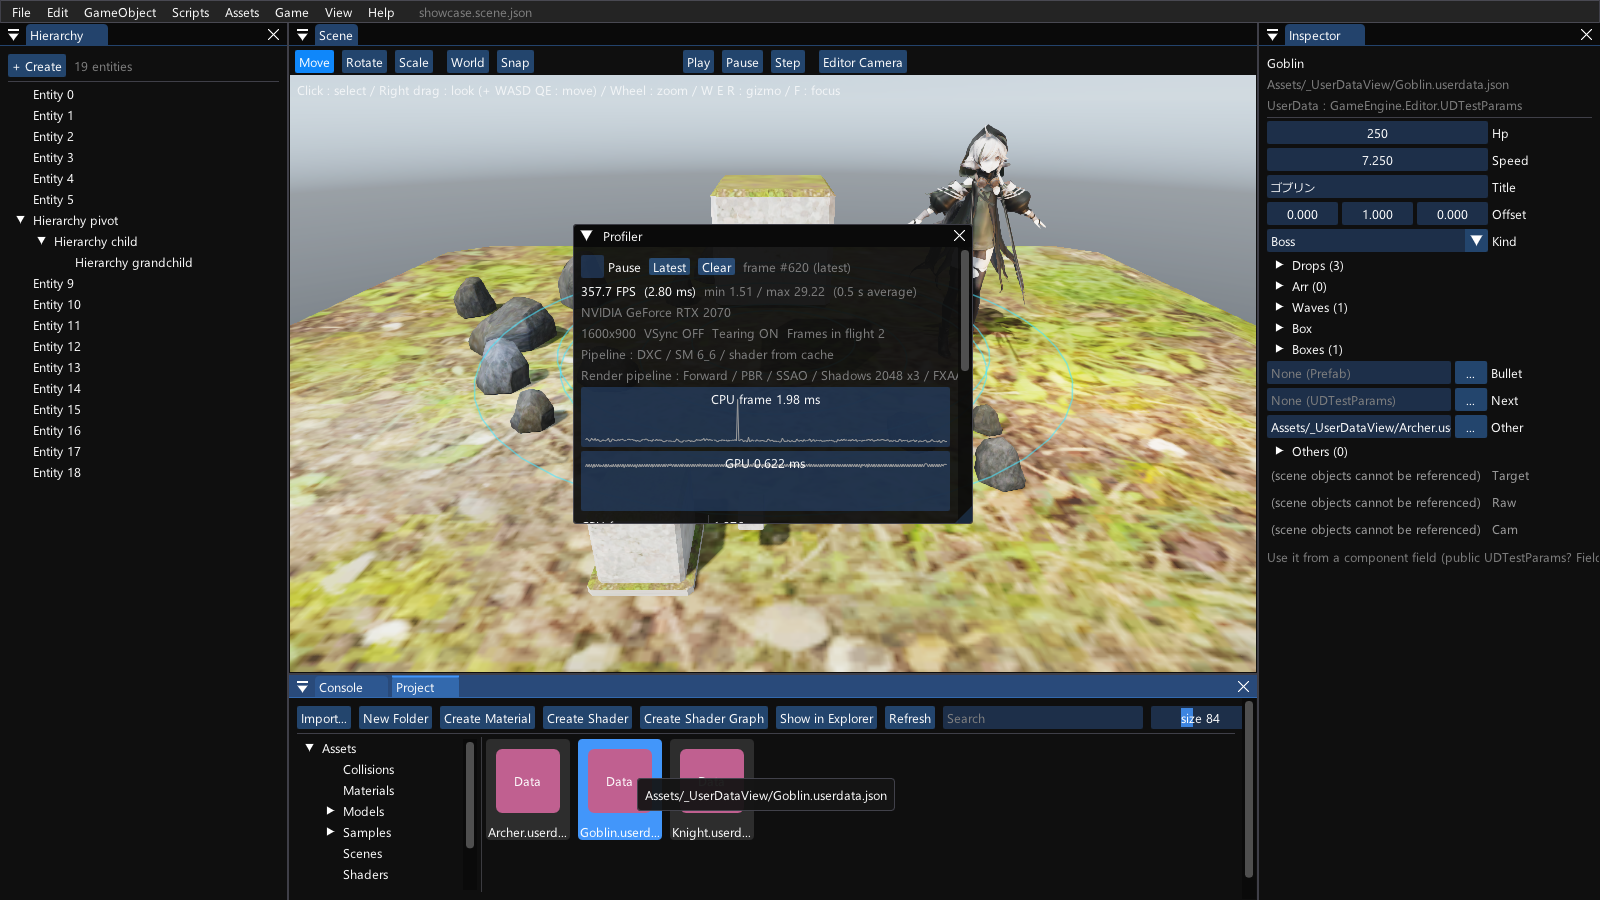 File Edit GameObject Scripts Assets Game View Help showcase.scene.json
Hierarchy
+ Create 19 entities
Entity 0
Entity 1
Entity 2
Entity 3
Entity 4
Entity 5
Hierarchy pivot
Hierarchy child
Hierarchy grandchild
Entity 9
Entity 10
Entity 11
Entity 12
Entity 13
Entity 14
Entity 15
Entity 16
Entity 17
Entity 18
Scene
Move Rotate Scale World Snap Play Pause Step Editor Camera
Click : select / Right drag : look (+ WASD QE : move) / Wheel : zoom / W E R : gizmo / F : focus
Profiler
Pause Latest Clear frame #620 (latest)
357.7 FPS (2.80 ms) min 1.51 / max 29.22 (0.5 s average)
NVIDIA GeForce RTX 2070
1600x900 VSync OFF Tearing ON Frames in flight 2
Pipeline : DXC / SM 6_6 / shader from cache
Render pipeline : Forward / PBR / SSAO / Shadows 2048 x3 / FXA
CPU frame 1.98 ms
GPU 0.622 ms
Console Project
Import... New Folder Create Material Create Shader Create Shader Graph Show in Explorer Refresh Search size 84
Assets
Collisions
Materials
Models
Samples
Scenes
Shaders
Data Data
Assets/_UserDataView/Goblin.userdata.json
Archer.userd... Goblin.userd... Knight.userd...
Inspector
Goblin
Assets/_UserDataView/Goblin.userdata.json
UserData : GameEngine.Editor.UDTestParams
250 Hp
7.250 Speed
ゴブリン Title
0.000 1.000 0.000 Offset
Boss Kind
Drops (3)
Arr (0)
Waves (1)
Box
Boxes (1)
None (Prefab) ... Bullet
None (UDTestParams) ... Next
Assets/_UserDataView/Archer.us ... Other
Others (0)
(scene objects cannot be referenced) Target
(scene objects cannot be referenced) Raw
(scene objects cannot be referenced) Cam
Use it from a component field (public UDTestParams? Field